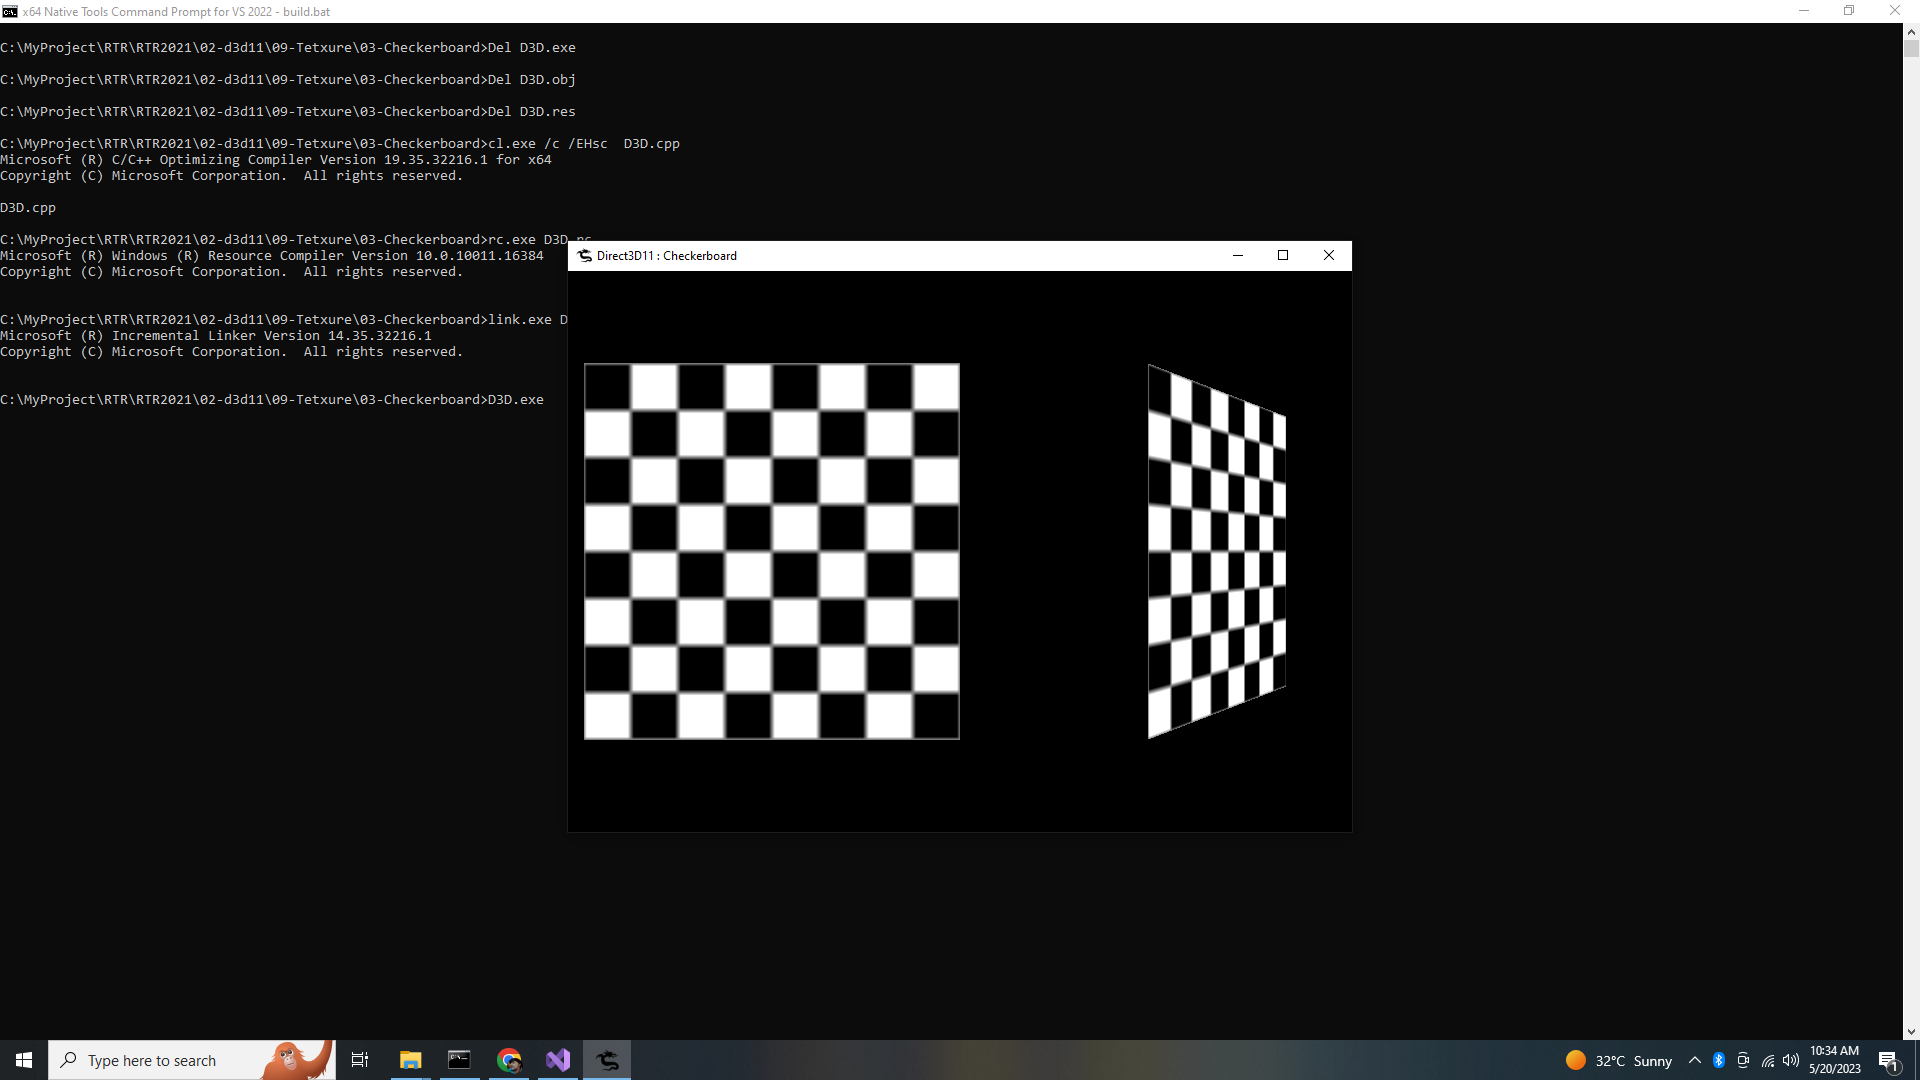 x64 Native Tools Command Prompt for VS 2022 - build.bat
C:\MyProject\RTR\RTR2021\02-d3d11\09-Tetxure\03-Checkerboard>Del D3D.exe
C:\MyProject\RTR\RTR2021\02-d3d11\09-Tetxure\03-Checkerboard>Del D3D.obj
C:\MyProject\RTR\RTR2021\02-d3d11\09-Tetxure\03-Checkerboard>Del D3D.res
C:\MyProject\RTR\RTR2021\02-d3d11\09-Tetxure\03-Checkerboard>cl.exe /c /EHsc  D3D.cpp
Microsoft (R) C/C++ Optimizing Compiler Version 19.35.32216.1 for x64
Copyright (C) Microsoft Corporation.  All rights reserved.
D3D.cpp
C:\MyProject\RTR\RTR2021\02-d3d11\09-Tetxure\03-Checkerboard>rc.exe D3D.rc
Microsoft (R) Windows (R) Resource Compiler Version 10.0.10011.16384
Copyright (C) Microsoft Corporation.  All rights reserved.
C:\MyProject\RTR\RTR2021\02-d3d11\09-Tetxure\03-Checkerboard>link.exe D
Microsoft (R) Incremental Linker Version 14.35.32216.1
Copyright (C) Microsoft Corporation.  All rights reserved.
C:\MyProject\RTR\RTR2021\02-d3d11\09-Tetxure\03-Checkerboard>D3D.exe
Direct3D11 : Checkerboard
Type here to search
32°C Sunny
10:34 AM
5/20/2023
1